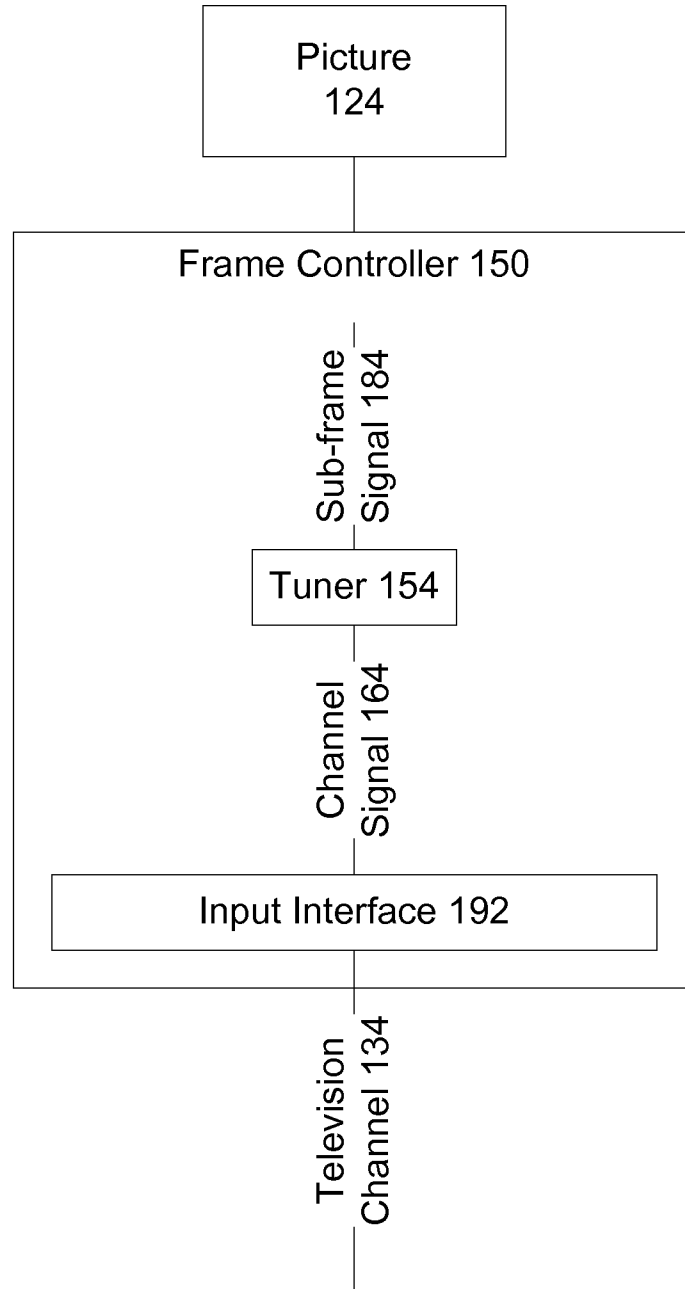 Picture
124
Frame Controller 150
Sub-frame
Signal 184
Tuner 154
Channel
Signal 164
Input Interface 192
Television
Channel 134